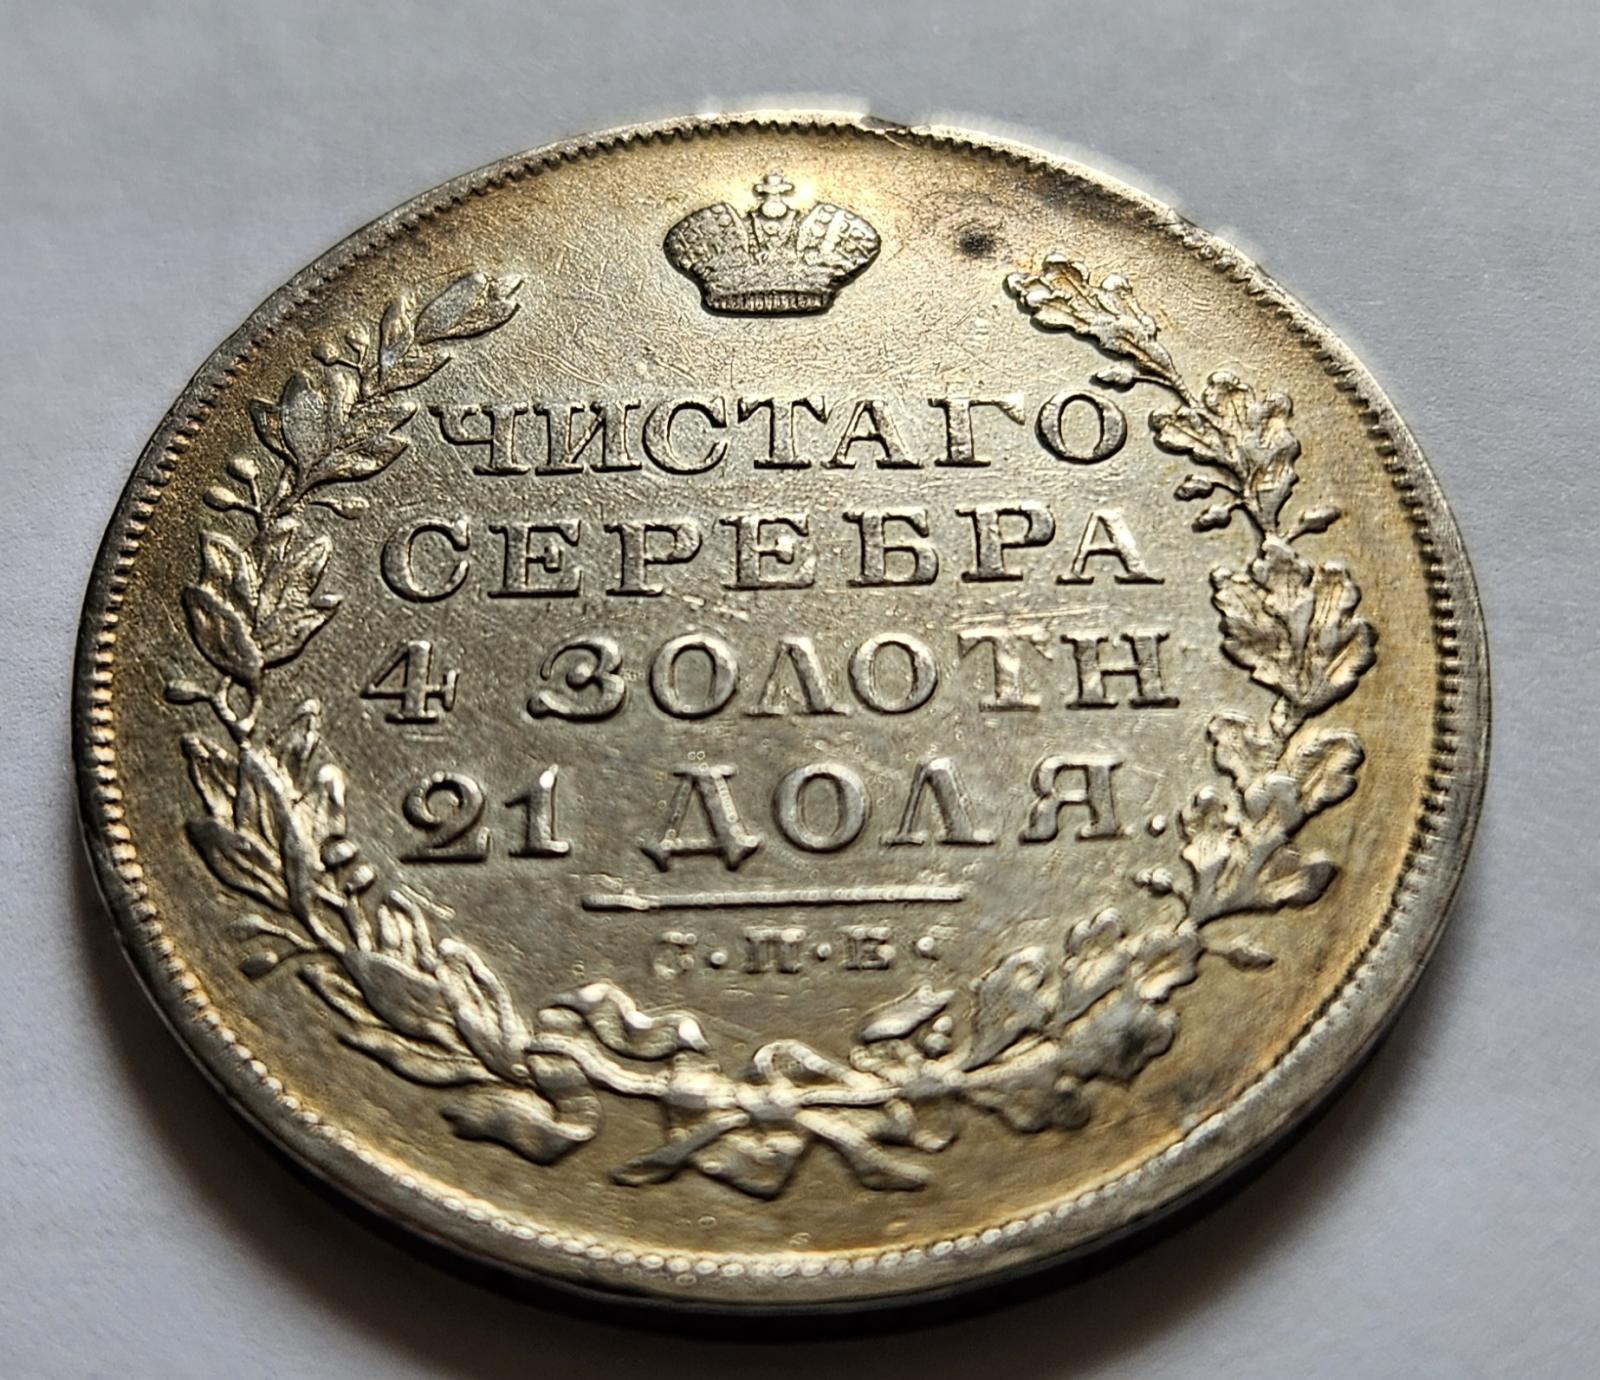 ЧИСТАГО
СЕРЕБРА
4 ЗОЛОТН
21 ДОЛЯ.
С·П·Б·